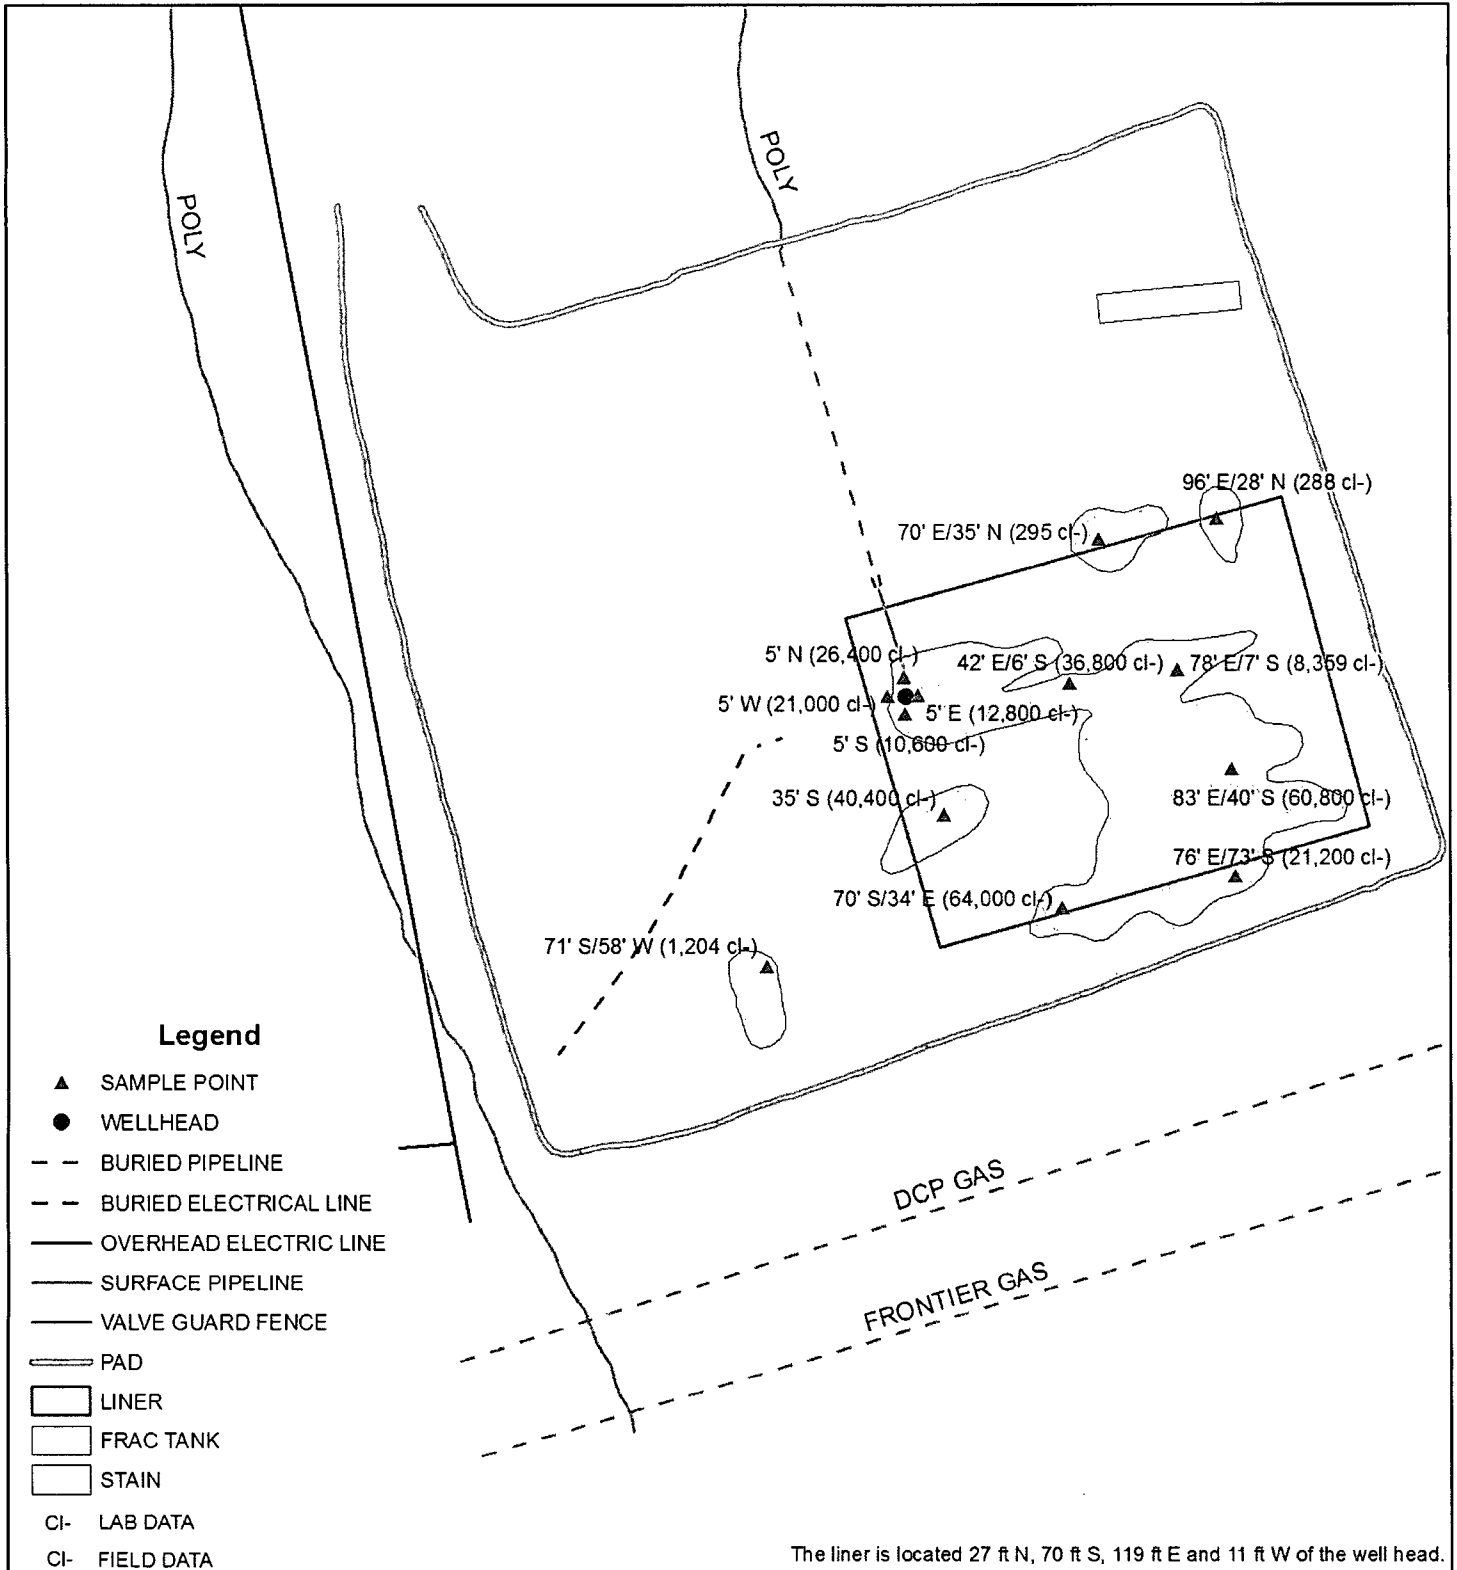 POLY
POLY
96' E/28' N (288 cl-)
70' E/35' N (295 cl-)
5' N (26,400 cl-)
42' E/6' S (36,800 cl-)
78' E/7' S (8,359 cl-)
5' W (21,000 cl-)
5' E (12,800 cl-)
5' S (10,600 cl-)
35' S (40,400 cl-)
83' E/40' S (60,800 cl-)
76' E/73' S (21,200 cl-)
70' S/34' E (64,000 cl-)
71' S/58' W (1,204 cl-)
Legend
SAMPLE POINT
WELLHEAD
BURIED PIPELINE
BURIED ELECTRICAL LINE
OVERHEAD ELECTRIC LINE
SURFACE PIPELINE
VALVE GUARD FENCE
PAD
LINER
FRAC TANK
STAIN
Cl- LAB DATA
Cl- FIELD DATA
DCP GAS
FRONTIER GAS
The liner is located 27 ft N, 70 ft S, 119 ft E and 11 ft W of the well head.